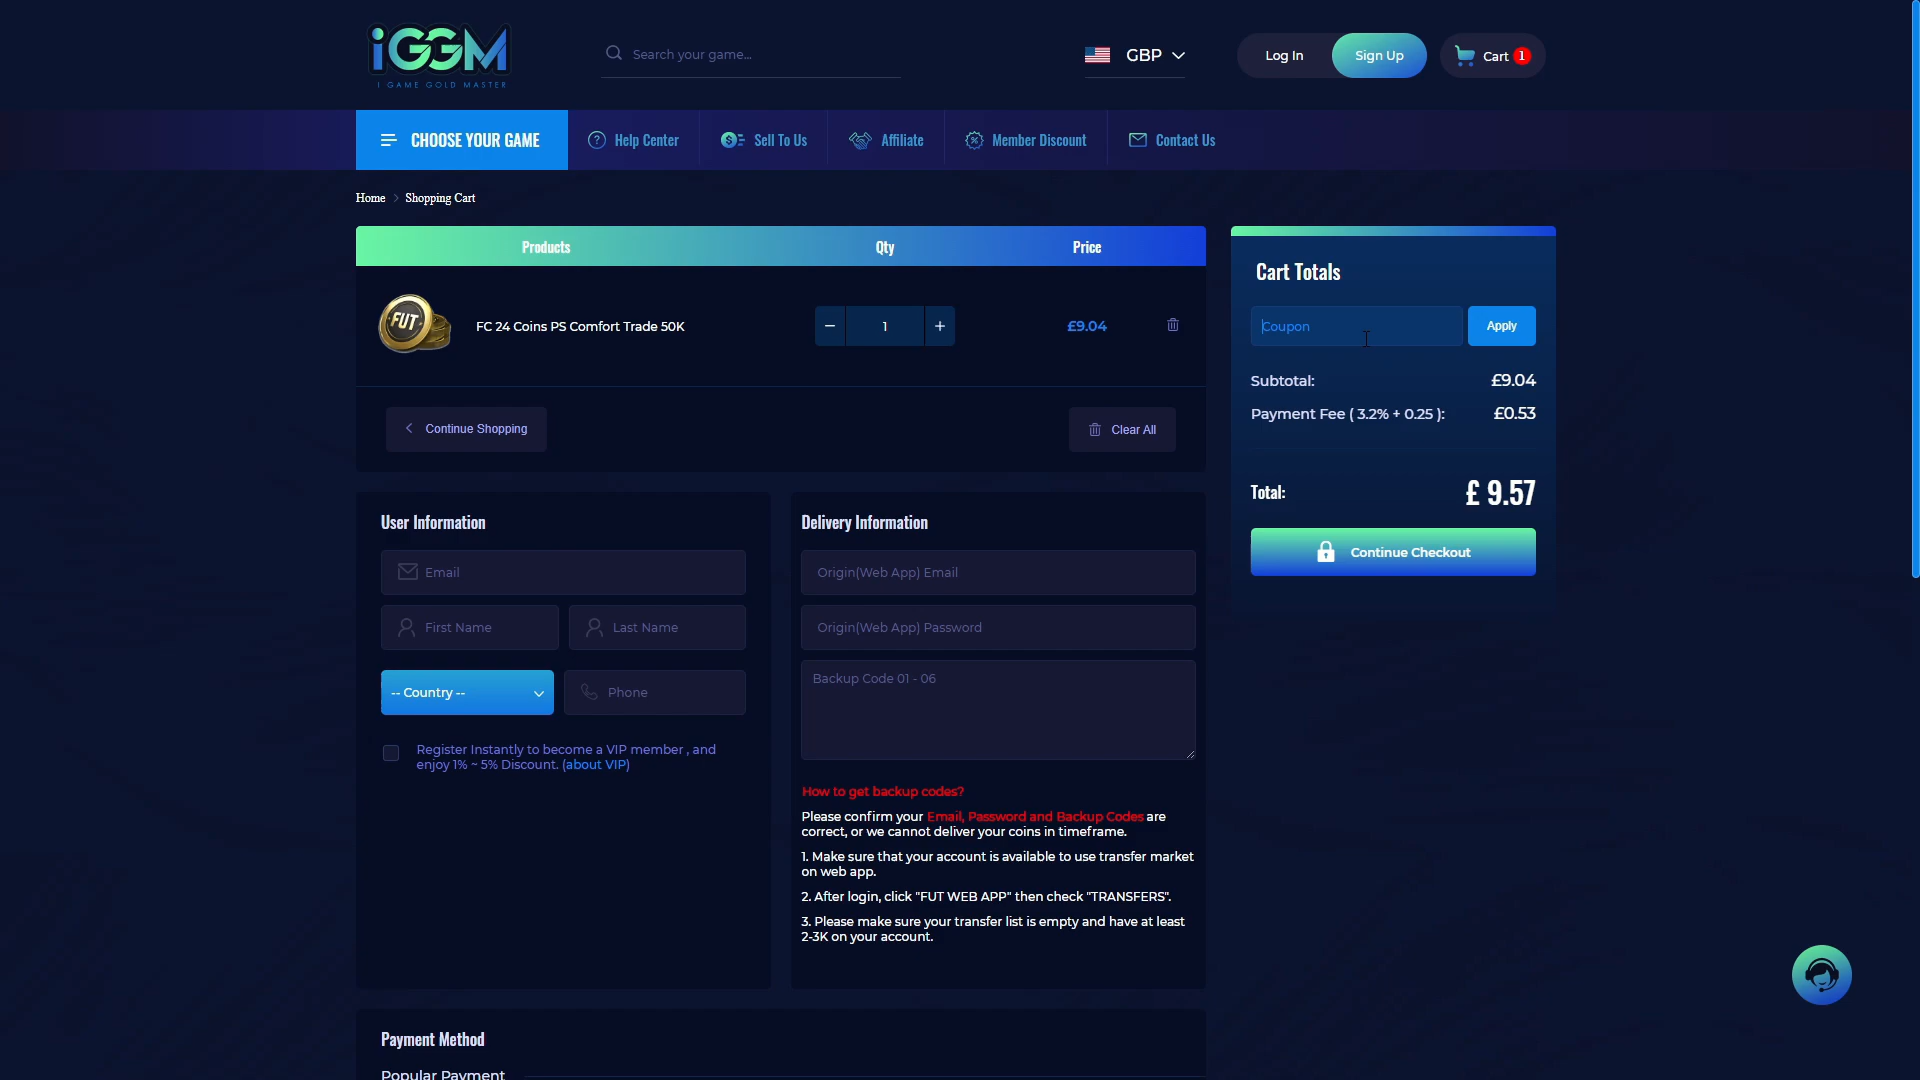 iGGM
I GAME GOLD MASTER
Search your game...
GBP
Log In
Sign Up
Cart 1
CHOOSE YOUR GAME
Help Center
Sell To Us
Affiliate
Member Discount
Contact Us
Home > Shopping Cart
Products
Qty
Price
FUT
FC 24 Coins PS Comfort Trade 50K
− 1 +
£9.04
Continue Shopping
Clear All
Cart Totals
Coupon
Apply
Subtotal: £9.04
Payment Fee ( 3.2% + 0.25 ): £0.53
Total: £ 9.57
Continue Checkout
User Information
Email
First Name
Last Name
-- Country --
Phone
Register Instantly to become a VIP member , and
enjoy 1% ~ 5% Discount. (about VIP)
Delivery Information
Origin(Web App) Email
Origin(Web App) Password
Backup Code 01 - 06
How to get backup codes?
Please confirm your Email, Password and Backup Codes are
correct, or we cannot deliver your coins in timeframe.
1. Make sure that your account is available to use transfer market
on web app.
2. After login, click "FUT WEB APP" then check "TRANSFERS".
3. Please make sure your transfer list is empty and have at least
2-3K on your account.
Payment Method
Popular Payment